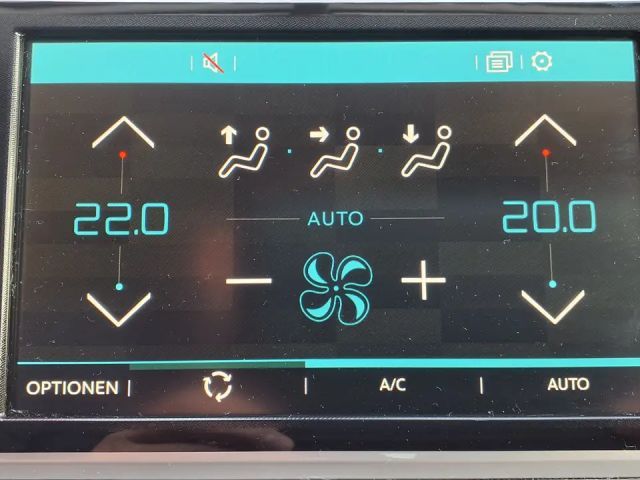 22.0
20.0
AUTO
OPTIONEN | | A/C | AUTO